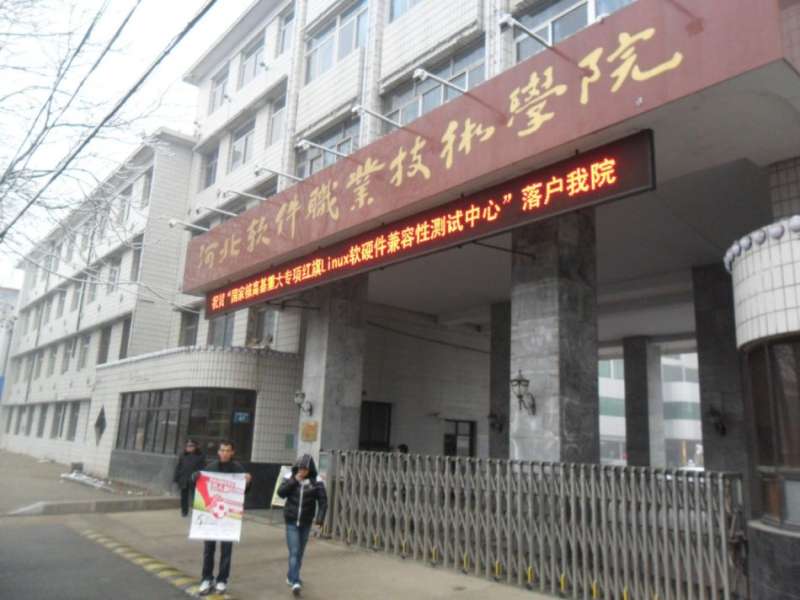 河北软件職業技術學院
祝贺“国家核高基重大专项红旗Linux软硬件兼容性测试中心”落户我院